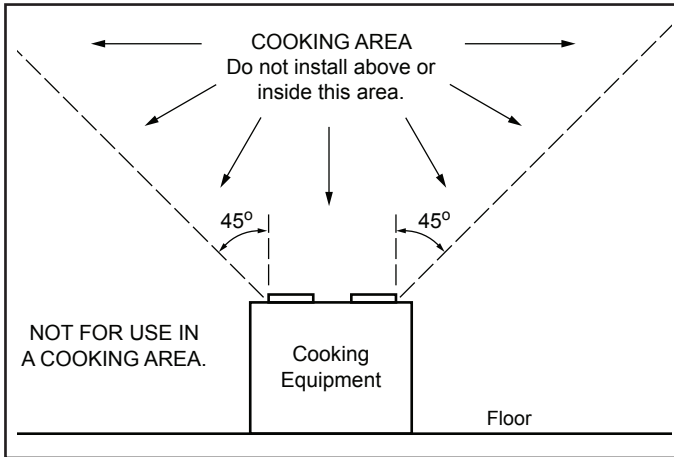 COOKING AREA
Do not install above or
inside this area.
45º
45º
NOT FOR USE IN
A COOKING AREA.
Cooking
Equipment
Floor